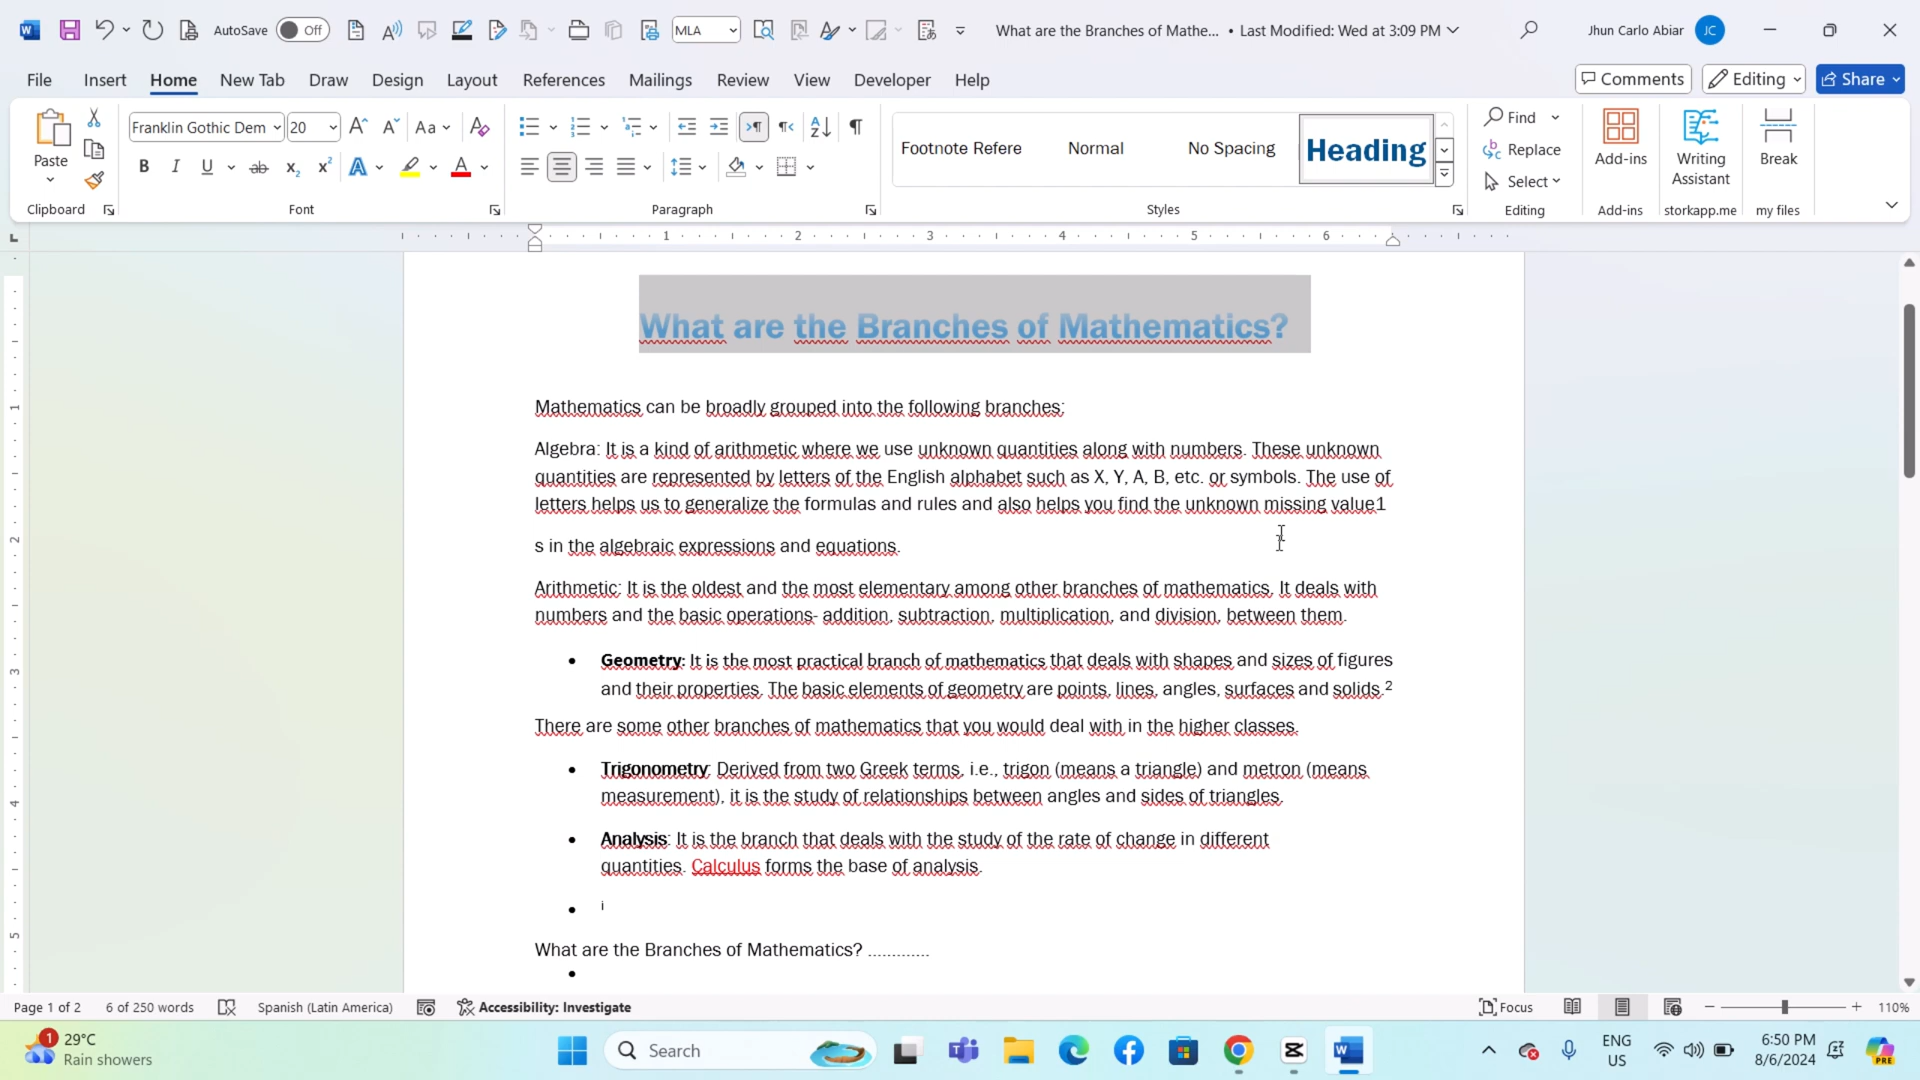 AutoSave Off MLA What are the Branches of Mathe... • Last Modified: Wed at 3:09 PM Jhun Carlo Abiar JC
File Insert Home New Tab Draw Design Layout References Mailings Review View Developer Help Comments Editing Share
Franklin Gothic Dem 20 Aa
Paste
Footnote Refere Normal No Spacing Heading
Find
Replace
Select
Add-ins
Writing Assistant
Break
Clipboard Font Paragraph Styles Editing Add-ins storkapp.me my files
1 2 3 4 5 6
What are the Branches of Mathematics?
Mathematics can be broadly grouped into the following branches:
Algebra: It is a kind of arithmetic where we use unknown quantities along with numbers. These unknown
quantities are represented by letters of the English alphabet such as X, Y, A, B, etc. or symbols. The use of
letters helps us to generalize the formulas and rules and also helps you find the unknown missing value1
s in the algebraic expressions and equations.
Arithmetic: It is the oldest and the most elementary among other branches of mathematics. It deals with
numbers and the basic operations- addition, subtraction, multiplication, and division, between them.
• Geometry: It is the most practical branch of mathematics that deals with shapes and sizes of figures
and their properties. The basic elements of geometry are points, lines, angles, surfaces and solids.²
There are some other branches of mathematics that you would deal with in the higher classes.
• Trigonometry: Derived from two Greek terms, i.e., trigon (means a triangle) and metron (means
measurement), it is the study of relationships between angles and sides of triangles.
• Analysis: It is the branch that deals with the study of the rate of change in different
quantities. Calculus forms the base of analysis.
• i
What are the Branches of Mathematics? .............
•
Page 1 of 2 6 of 250 words Spanish (Latin America) Accessibility: Investigate Focus 110%
1 29°C
Rain showers
Search
ENG
US
6:50 PM
8/6/2024
PRE